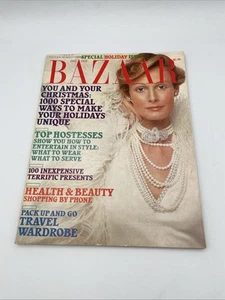 SPECIAL HOLIDAY ISSUE
BAZAAR
YOU AND YOUR
CHRISTMAS:
1000 SPECIAL
WAYS TO MAKE
YOUR HOLIDAYS
UNIQUE
TOP HOSTESSES
SHOW YOU HOW TO
ENTERTAIN IN STYLE:
WHAT TO WEAR
WHAT TO SERVE
100 INEXPENSIVE
TERRIFIC PRESENTS
HEALTH & BEAUTY
SHOPPING BY PHONE
PACK UP AND GO
TRAVEL
WARDROBE